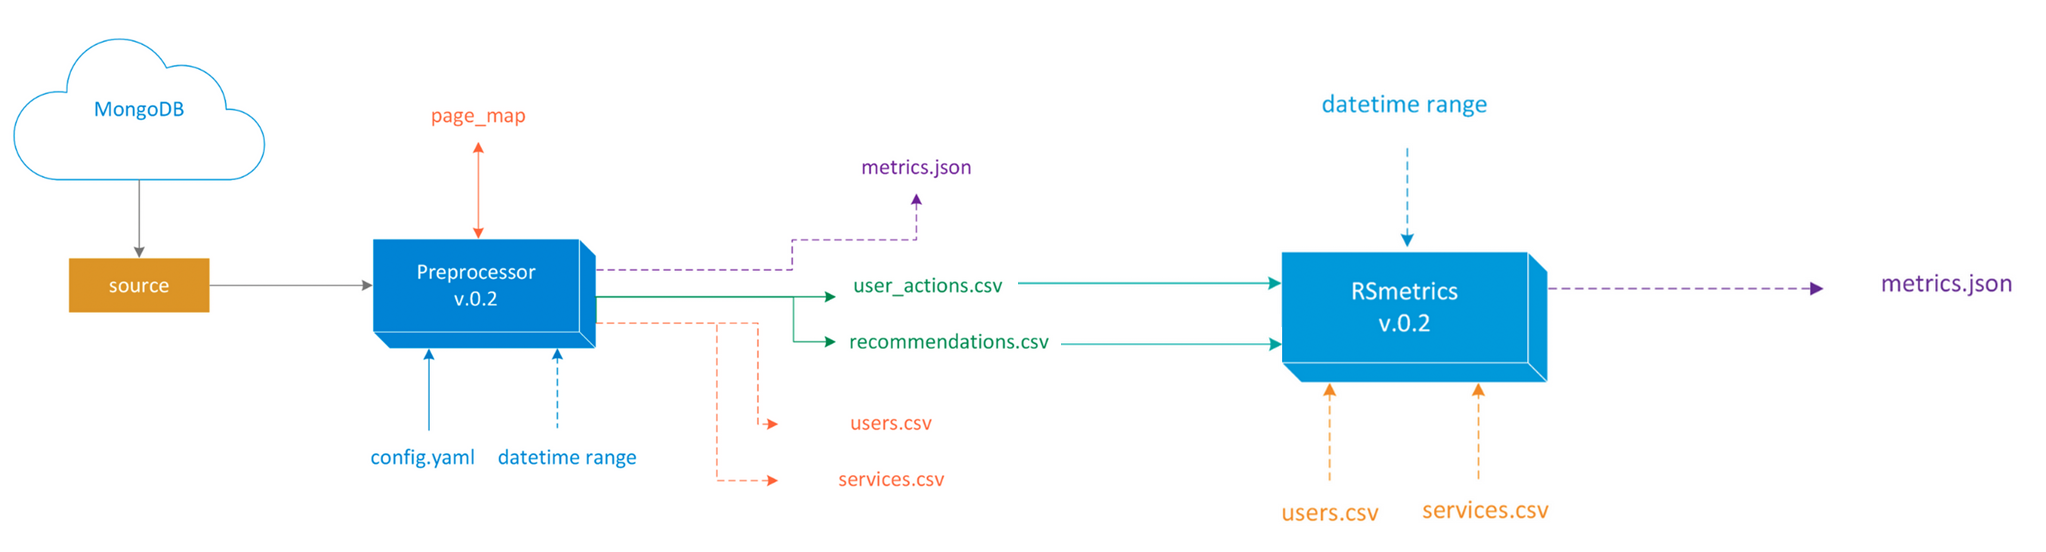 MongoDB
source
page_map
Preprocessor
v.0.2
config.yaml
datetime range
metrics.json
user_actions.csv
recommendations.csv
users.csv
services.csv
datetime range
RSmetrics
v.0.2
users.csv
services.csv
metrics.json